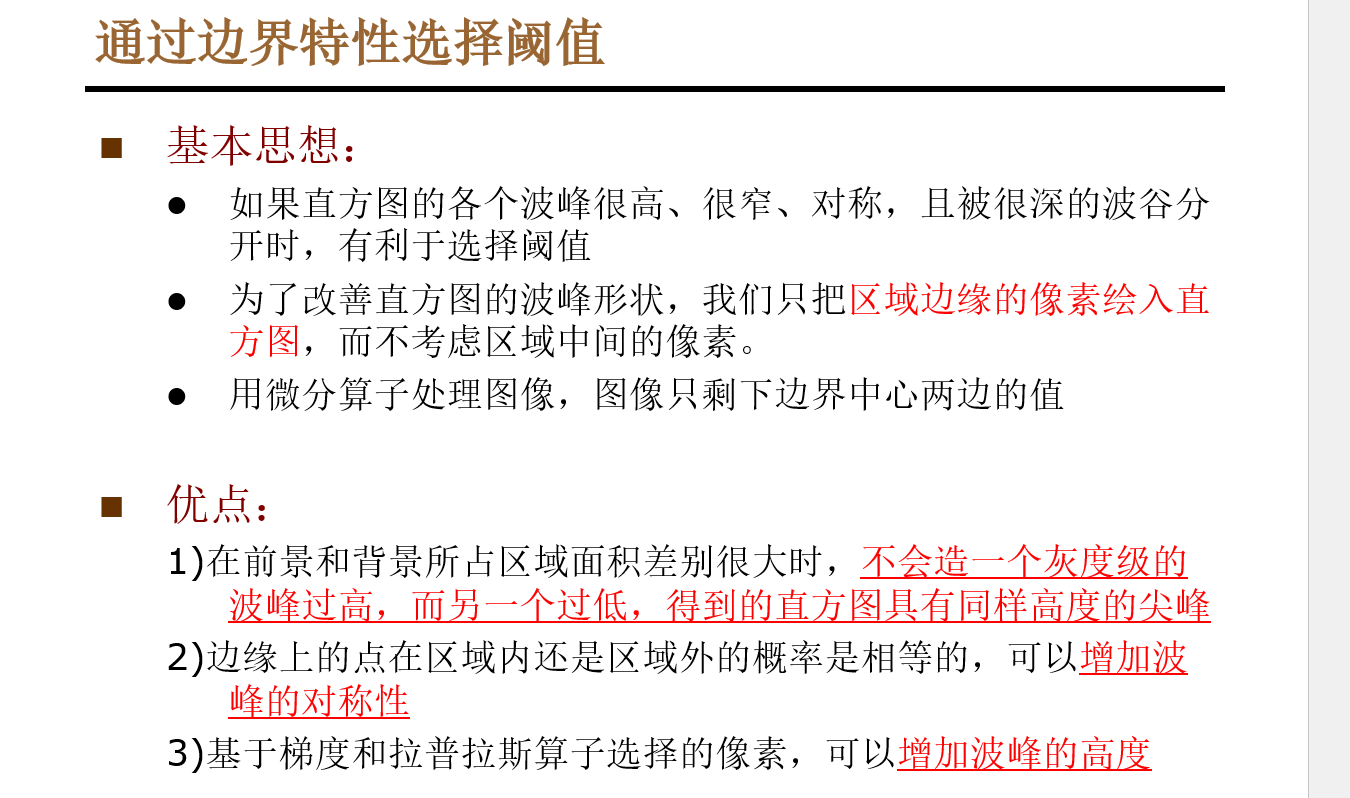 通过边界特性选择阈值
基本思想：
如果直方图的各个波峰很高、很窄、对称，且被很深的波谷分
开时，有利于选择阈值
为了改善直方图的波峰形状，我们只把区域边缘的像素绘入直
方图，而不考虑区域中间的像素。
用微分算子处理图像，图像只剩下边界中心两边的值
优点：
1)在前景和背景所占区域面积差别很大时，不会造一个灰度级的
波峰过高，而另一个过低，得到的直方图具有同样高度的尖峰
2)边缘上的点在区域内还是区域外的概率是相等的，可以增加波
峰的对称性
3)基于梯度和拉普拉斯算子选择的像素，可以增加波峰的高度